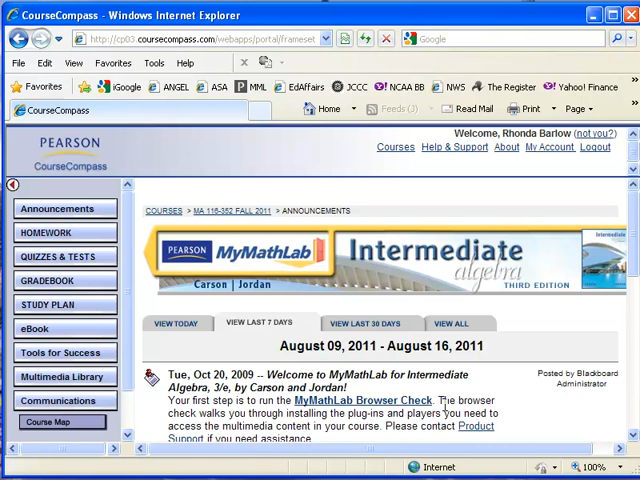 CourseCompass - Windows Internet Explorer
http://cp03.coursecompass.com/webapps/portal/frameset
Google
File Edit View Favorites Tools Help
Favorites iGoogle ANGEL ASA MML EdAffairs JCCC NCAA BB NWS The Register Yahoo! Finance
CourseCompass Home Feeds (3) Read Mail Print Page
Welcome, Rhonda Barlow (not you?)
Courses Help & Support About My Account Logout
PEARSON
CourseCompass
Announcements
HOMEWORK
QUIZZES & TESTS
GRADEBOOK
STUDY PLAN
eBook
Tools for Success
Multimedia Library
Communications
Course Map
COURSES > MA 116-352 FALL 2011 > ANNOUNCEMENTS
PEARSON MyMathLab
Intermediate
algebra
THIRD EDITION
Carson | Jordan
VIEW TODAY VIEW LAST 7 DAYS VIEW LAST 30 DAYS VIEW ALL
August 09, 2011 - August 16, 2011
Tue, Oct 20, 2009 -- Welcome to MyMathLab for Intermediate
Algebra, 3/e, by Carson and Jordan!
Your first step is to run the MyMathLab Browser Check. The browser
check walks you through installing the plug-ins and players you need to
access the multimedia content in your course. Please contact Product
Support if you need assistance.
Posted by Blackboard
Administrator
Internet 100%